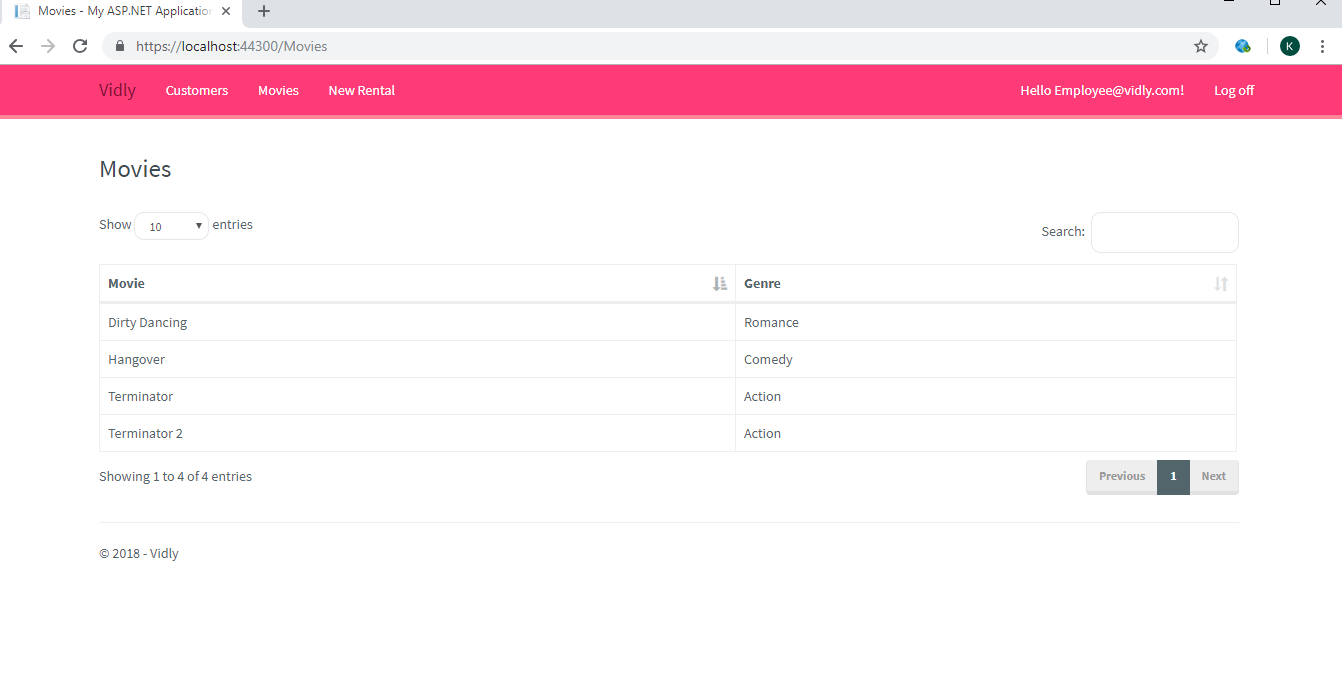 Movies - My ASP.NET Application
https://localhost:44300/Movies
K
Vidly Customers Movies New Rental Hello Employee@vidly.com! Log off
Movies
Show 10 entries
Search:
Movie Genre
Dirty Dancing Romance
Hangover Comedy
Terminator Action
Terminator 2 Action
Showing 1 to 4 of 4 entries
Previous 1 Next
© 2018 - Vidly